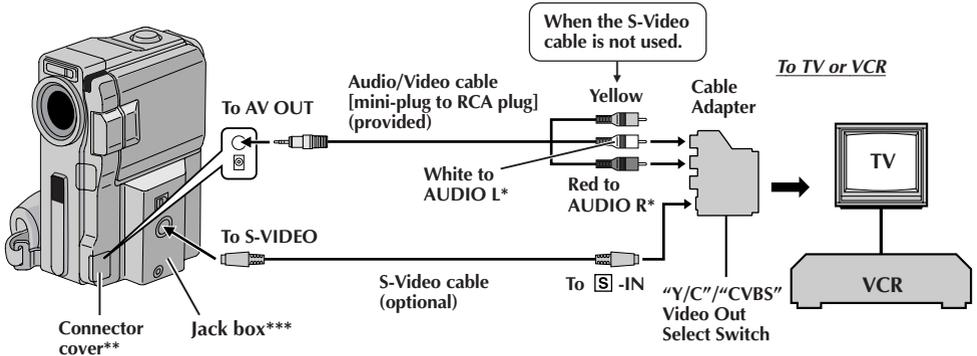 When the S-Video
cable is not used.
To TV or VCR
Audio/Video cable
[mini-plug to RCA plug]
(provided)
Yellow
Cable
Adapter
To AV OUT
TV
White to
AUDIO L*
Red to
AUDIO R*
To S-VIDEO
S-Video cable
(optional)
To S -IN
"Y/C"/"CVBS"
Video Out
Select Switch
VCR
Connector
cover**
Jack box***